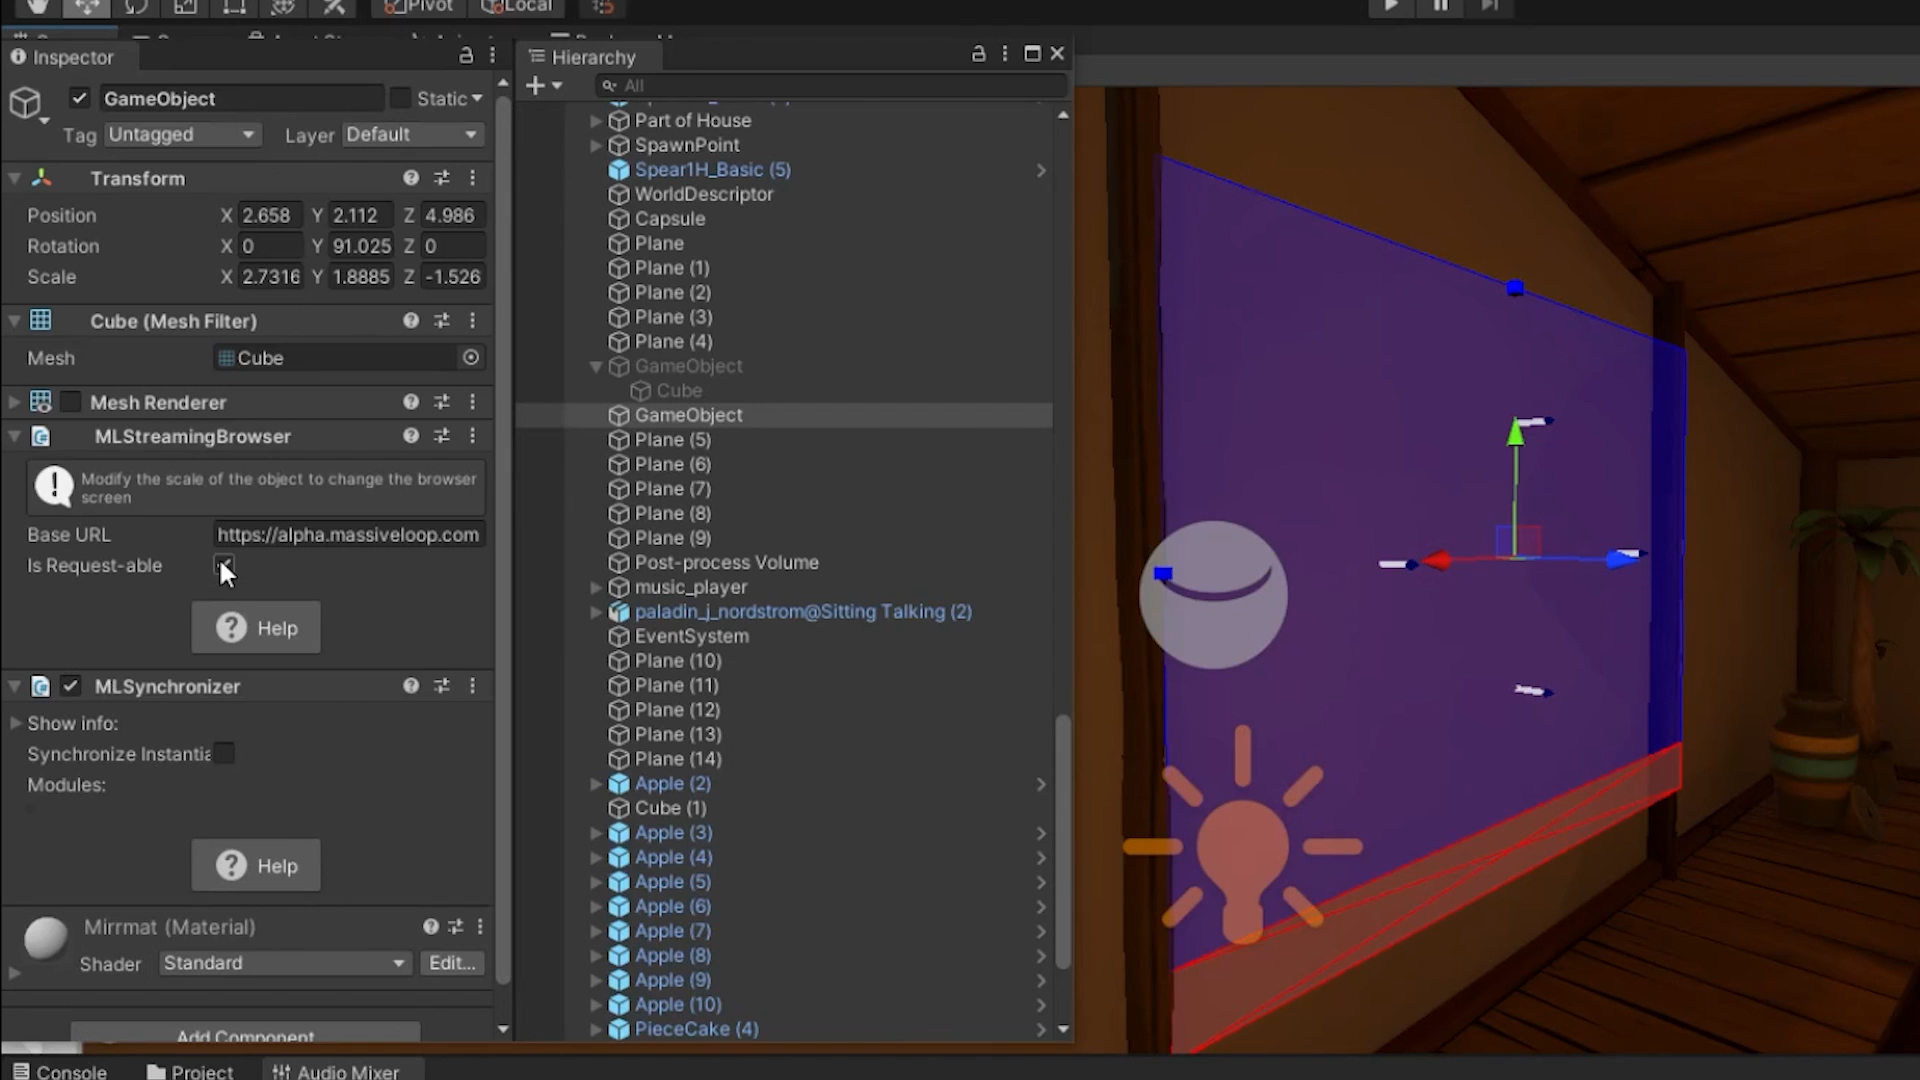 Pivot
Local
Inspector
GameObject
Static
Tag Untagged
Layer Default
Transform
Position X 2.658 Y 2.112 Z 4.986
Rotation X 0 Y 91.025 Z 0
Scale X 2.7316 Y 1.8885 Z -1.526
Cube (Mesh Filter)
Mesh Cube
Mesh Renderer
MLStreamingBrowser
Modify the scale of the object to change the browser
screen
Base URL https://alpha.massiveloop.com
Is Request-able
Help
MLSynchronizer
Show info:
Synchronize Instantia
Modules:
Help
Mirrmat (Material)
Shader Standard Edit...
Add Component
Hierarchy
All
Part of House
SpawnPoint
Spear1H_Basic (5)
WorldDescriptor
Capsule
Plane
Plane (1)
Plane (2)
Plane (3)
Plane (4)
GameObject
Cube
GameObject
Plane (5)
Plane (6)
Plane (7)
Plane (8)
Plane (9)
Post-process Volume
music_player
paladin_j_nordstrom@Sitting Talking (2)
EventSystem
Plane (10)
Plane (11)
Plane (12)
Plane (13)
Plane (14)
Apple (2)
Cube (1)
Apple (3)
Apple (4)
Apple (5)
Apple (6)
Apple (7)
Apple (8)
Apple (9)
Apple (10)
PieceCake (4)
Console
Project
Audio Mixer